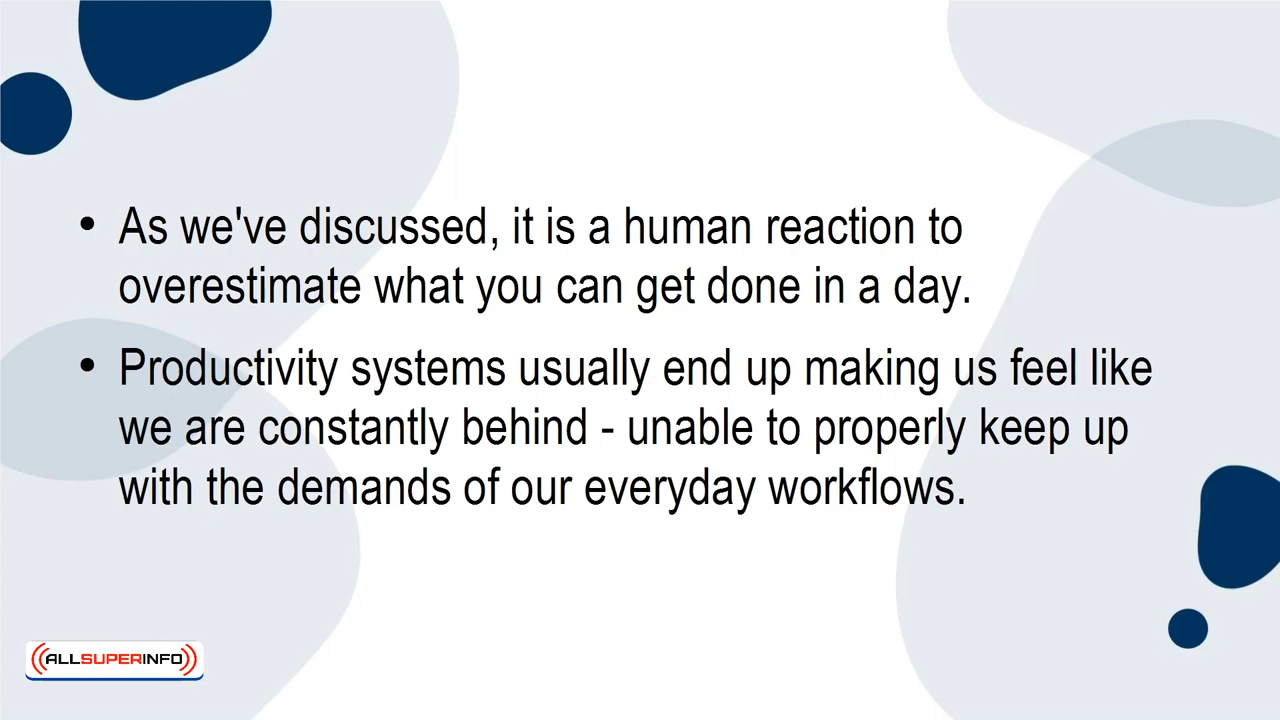 • As we've discussed, it is a human reaction to
overestimate what you can get done in a day.
• Productivity systems usually end up making us feel like
we are constantly behind - unable to properly keep up
with the demands of our everyday workflows.
ALLSUPERINFO